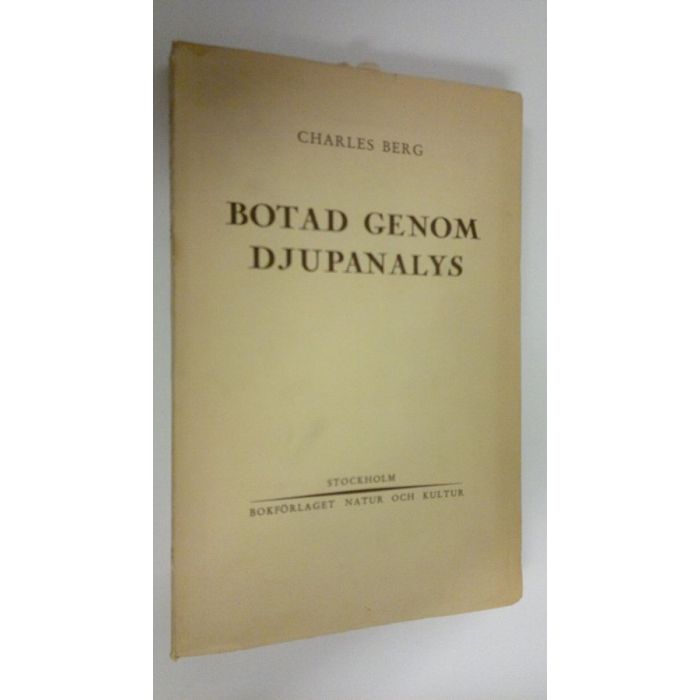 CHARLES BERG
BOTAD GENOM
DJUPANALYS
STOCKHOLM
BOKFÖRLAGET NATUR OCH KULTUR